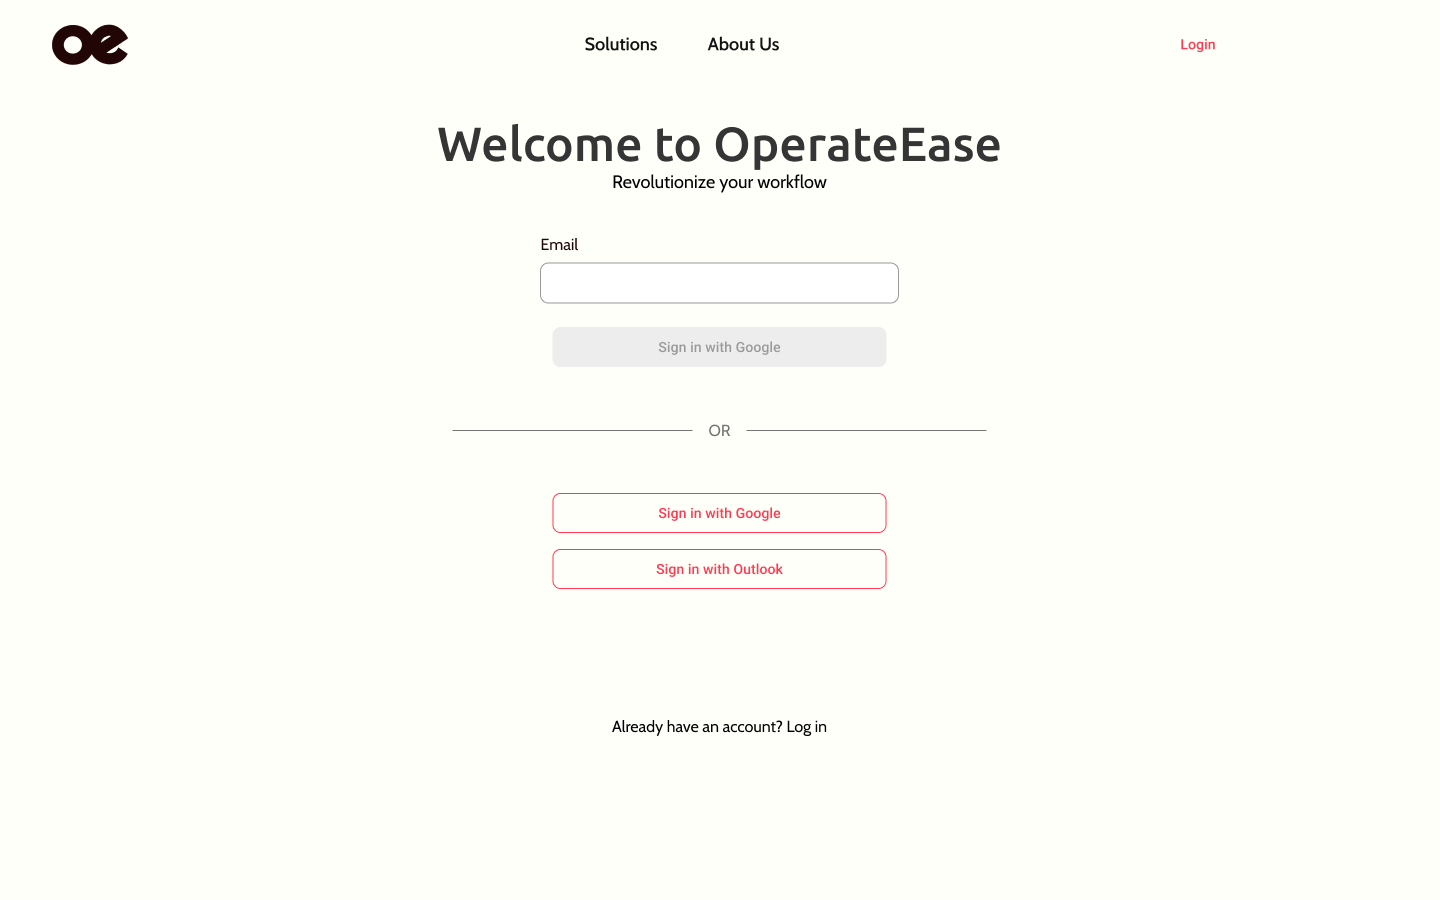 oe
Solutions
About Us
Login
Welcome to OperateEase
Revolutionize your workflow
Email
Sign in with Google
OR
Sign in with Google
Sign in with Outlook
Already have an account? Log in